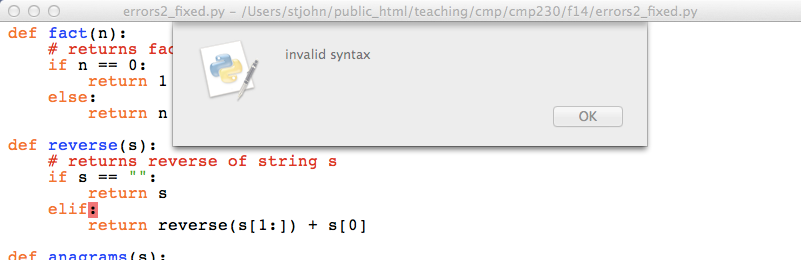 errors2_fixed.py – /Users/stjohn/public_html/teaching/cmp/cmp230/f14/errors2_fixed.py
def fact(n):
# returns
if n == 0:
return 1
else:
return n
invalid syntax
OK
def reverse(s):
# returns reverse of string s
if s == "":
return s
elif:
return reverse(s[1:]) + s[0]
def anagrams(s):